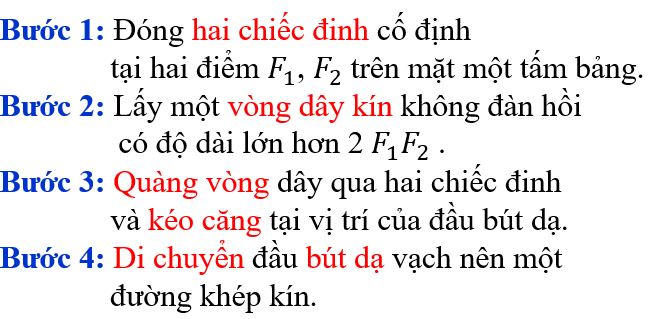 Bước 1: Đóng hai chiếc đinh cố định
tại hai điểm F₁, F₂ trên mặt một tấm bảng.
Bước 2: Lấy một vòng dây kín không đàn hồi
có độ dài lớn hơn 2 F₁F₂ .
Bước 3: Quàng vòng dây qua hai chiếc đinh
và kéo căng tại vị trí của đầu bút dạ.
Bước 4: Di chuyển đầu bút dạ vạch nên một
đường khép kín.